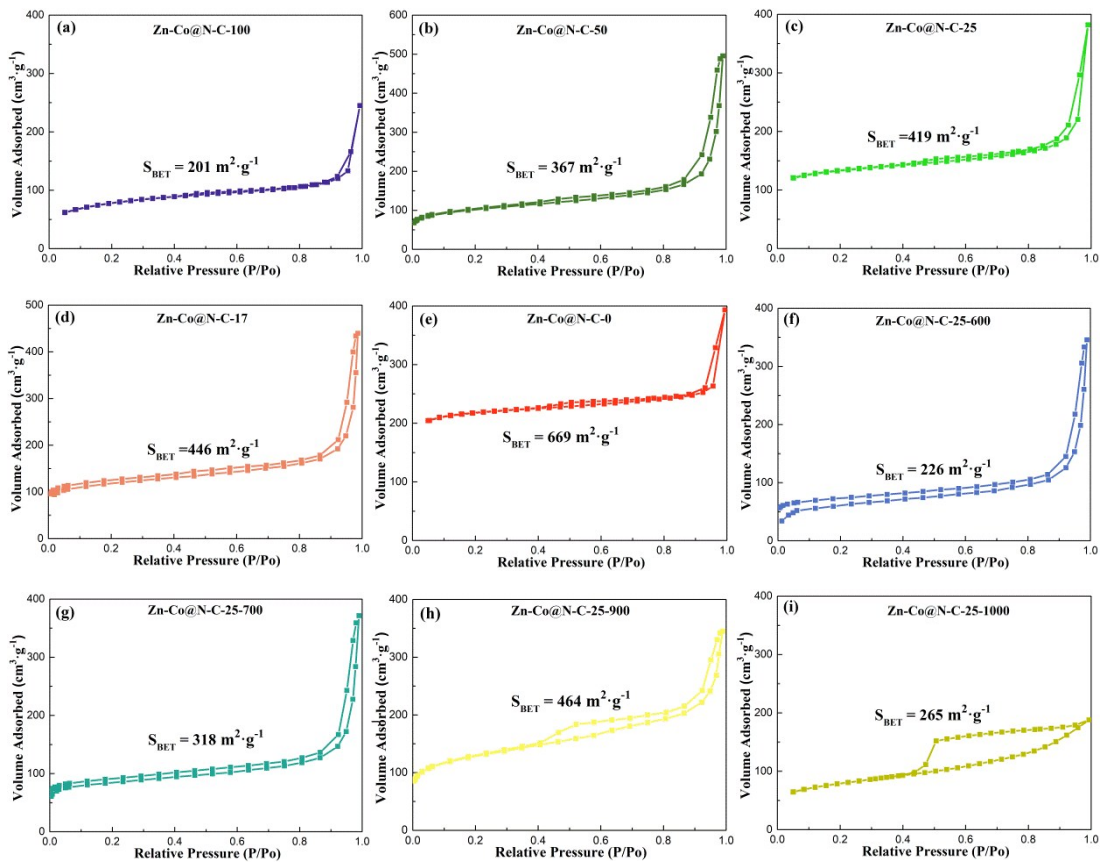 (a) Zn-Co@N-C-100
S_BET = 201 m²·g⁻¹
Volume Adsorbed (cm³·g⁻¹)
400
300
200
100
0
0.0 0.2 0.4 0.6 0.8 1.0
Relative Pressure (P/Po)
(b) Zn-Co@N-C-50
S_BET = 367 m²·g⁻¹
Volume Adsorbed (cm³·g⁻¹)
600
500
400
300
200
100
0
0.0 0.2 0.4 0.6 0.8 1.0
Relative Pressure (P/Po)
(c) Zn-Co@N-C-25
S_BET =419 m²·g⁻¹
Volume Adsorbed (cm³·g⁻¹)
400
300
200
100
0
0.0 0.2 0.4 0.6 0.8 1.0
Relative Pressure (P/Po)
(d) Zn-Co@N-C-17
S_BET =446 m²·g⁻¹
Volume Adsorbed (cm³·g⁻¹)
500
400
300
200
100
0
0.0 0.2 0.4 0.6 0.8 1.0
Relative Pressure (P/Po)
(e) Zn-Co@N-C-0
S_BET = 669 m²·g⁻¹
Volume Adsorbed (cm³·g⁻¹)
400
300
200
100
0
0.0 0.2 0.4 0.6 0.8 1.0
Relative Pressure (P/Po)
(f) Zn-Co@N-C-25-600
S_BET = 226 m²·g⁻¹
Volume Adsorbed (cm³·g⁻¹)
400
300
200
100
0
0.0 0.2 0.4 0.6 0.8 1.0
Relative Pressure (P/Po)
(g) Zn-Co@N-C-25-700
S_BET = 318 m²·g⁻¹
Volume Adsorbed (cm³·g⁻¹)
400
300
200
100
0
0.0 0.2 0.4 0.6 0.8 1.0
Relative Pressure (P/Po)
(h) Zn-Co@N-C-25-900
S_BET = 464 m²·g⁻¹
Volume Adsorbed (cm³·g⁻¹)
400
300
200
100
0
0.0 0.2 0.4 0.6 0.8 1.0
Relative Pressure (P/Po)
(i) Zn-Co@N-C-25-1000
S_BET = 265 m²·g⁻¹
Volume Adsorbed (cm³·g⁻¹)
400
300
200
100
0
0.0 0.2 0.4 0.6 0.8 1.0
Relative Pressure (P/Po)